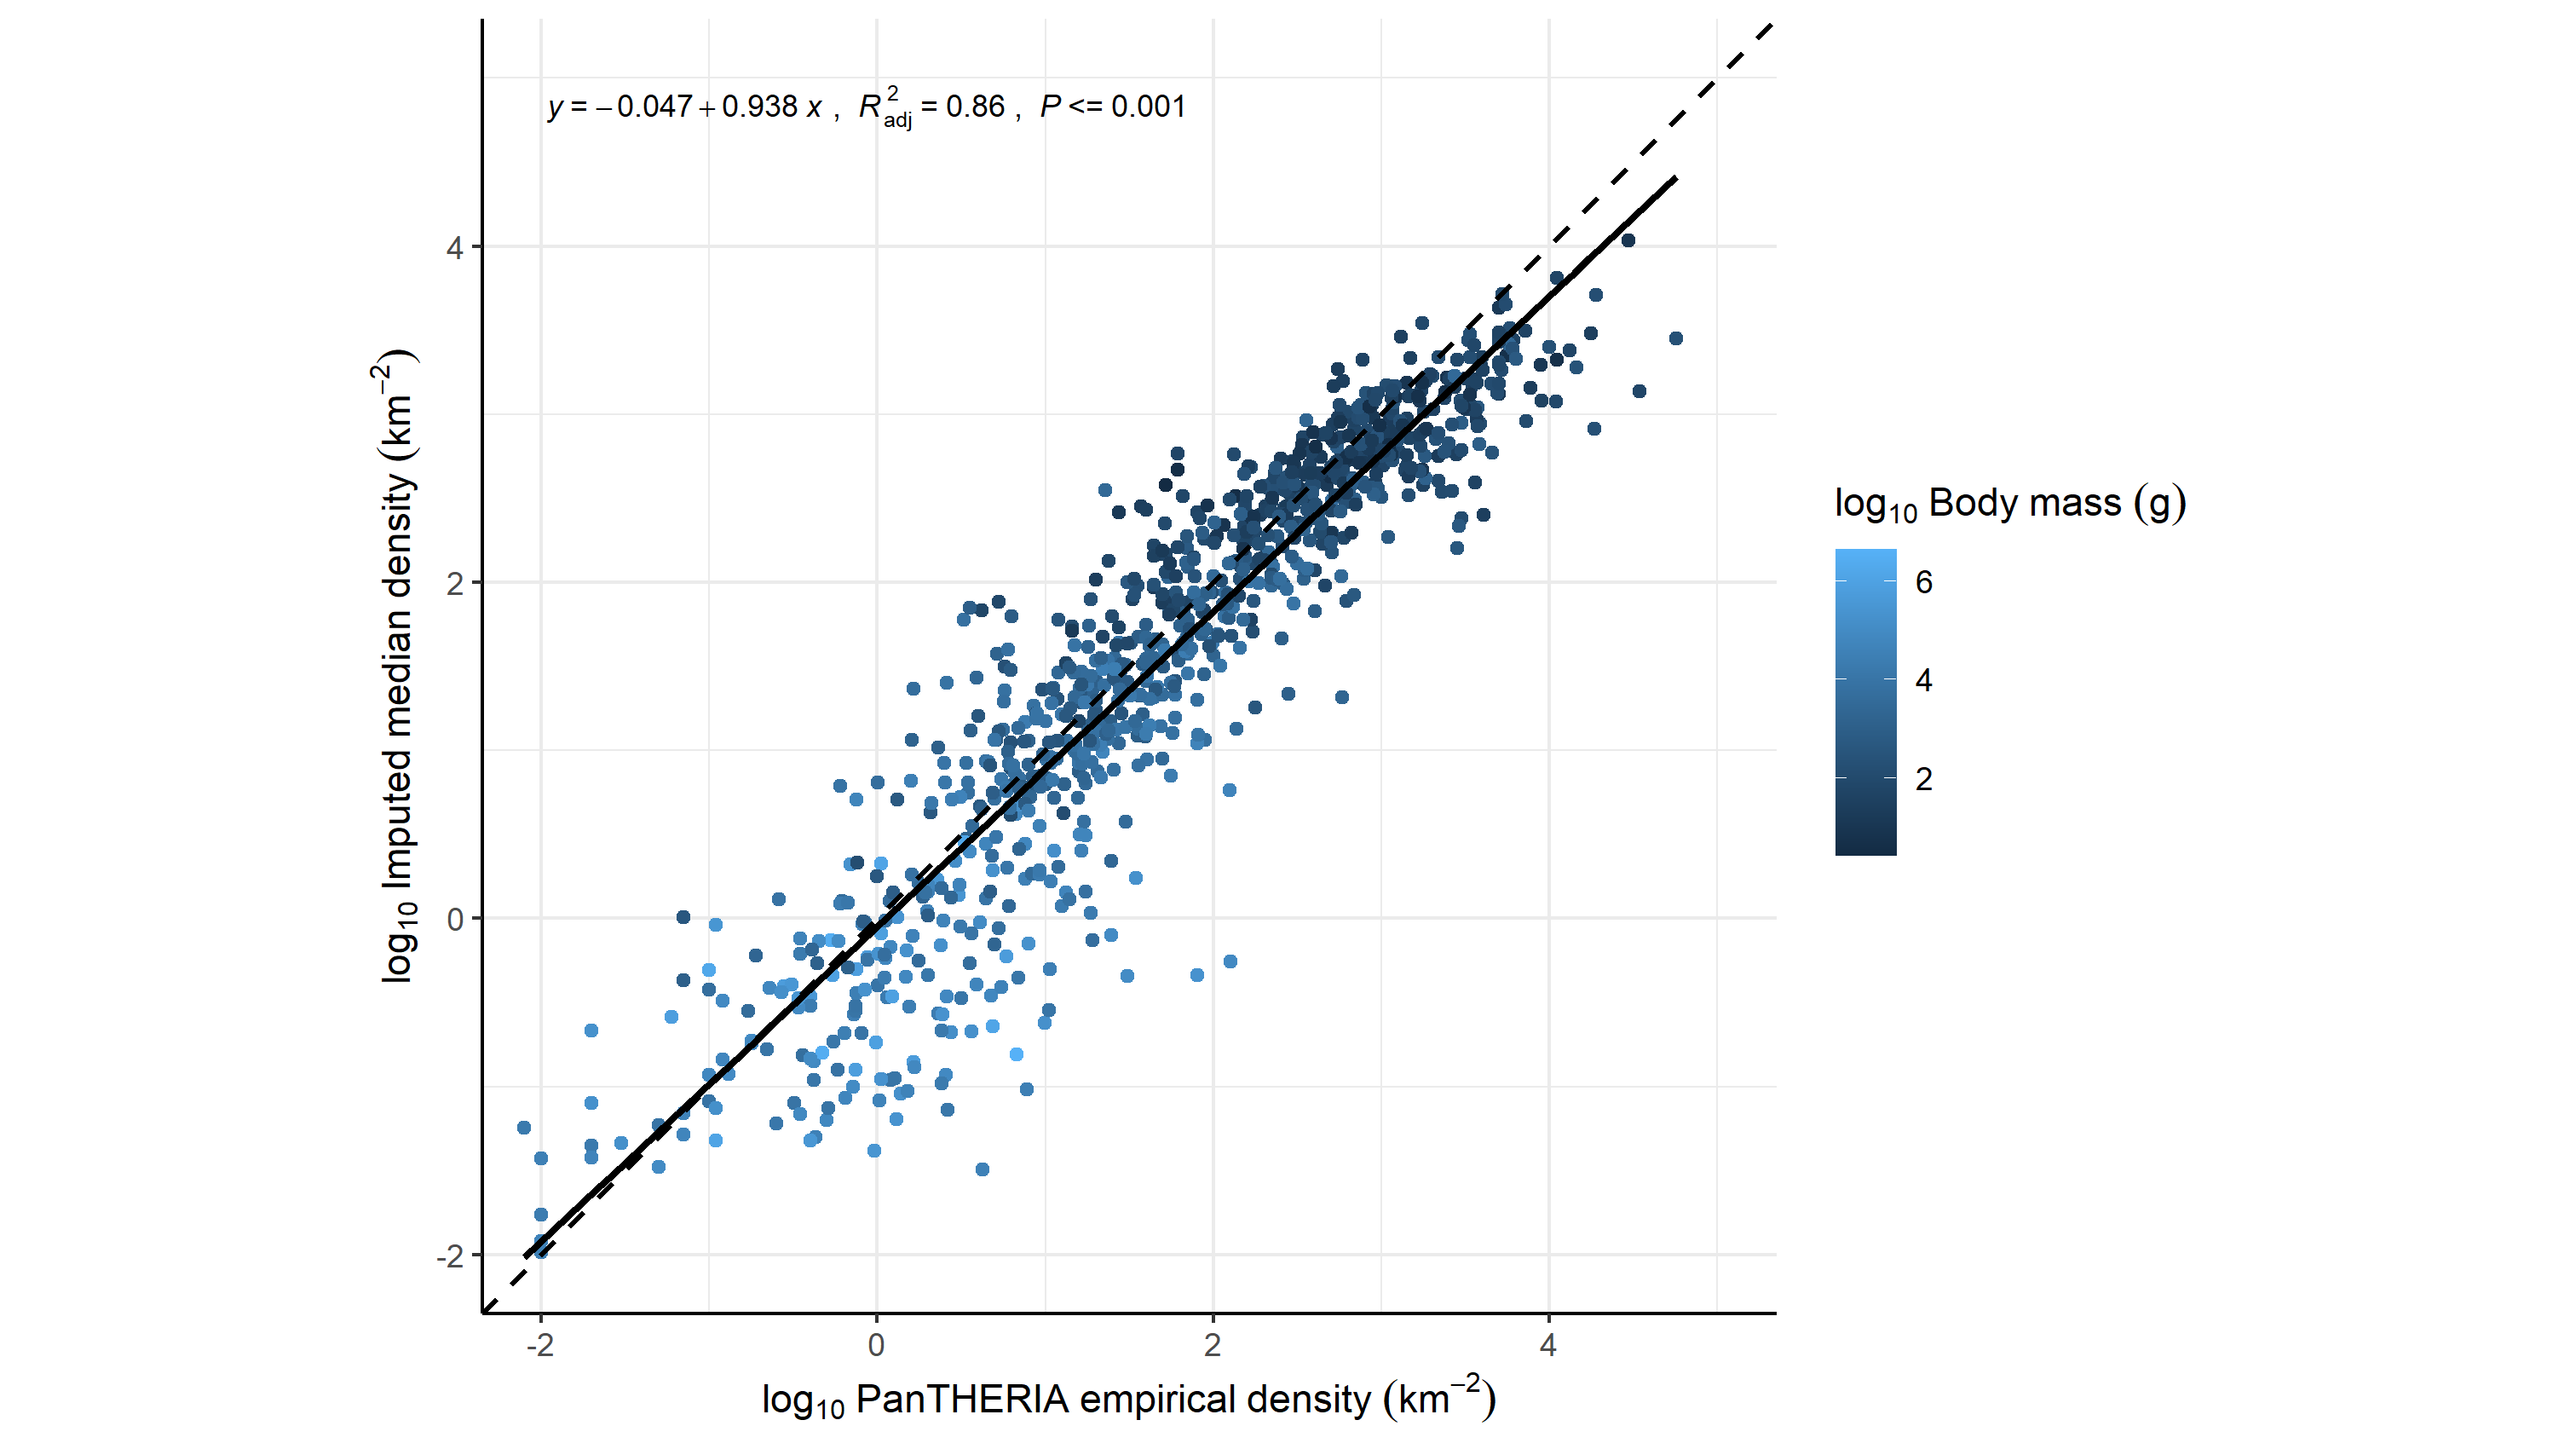 y = −0.047 + 0.938 x , R²adj = 0.86 , P <= 0.001
log₁₀ Imputed median density (km⁻²)
4
2
0
-2
-2 0 2 4
log₁₀ PanTHERIA empirical density (km⁻²)
log₁₀ Body mass (g)
6
4
2